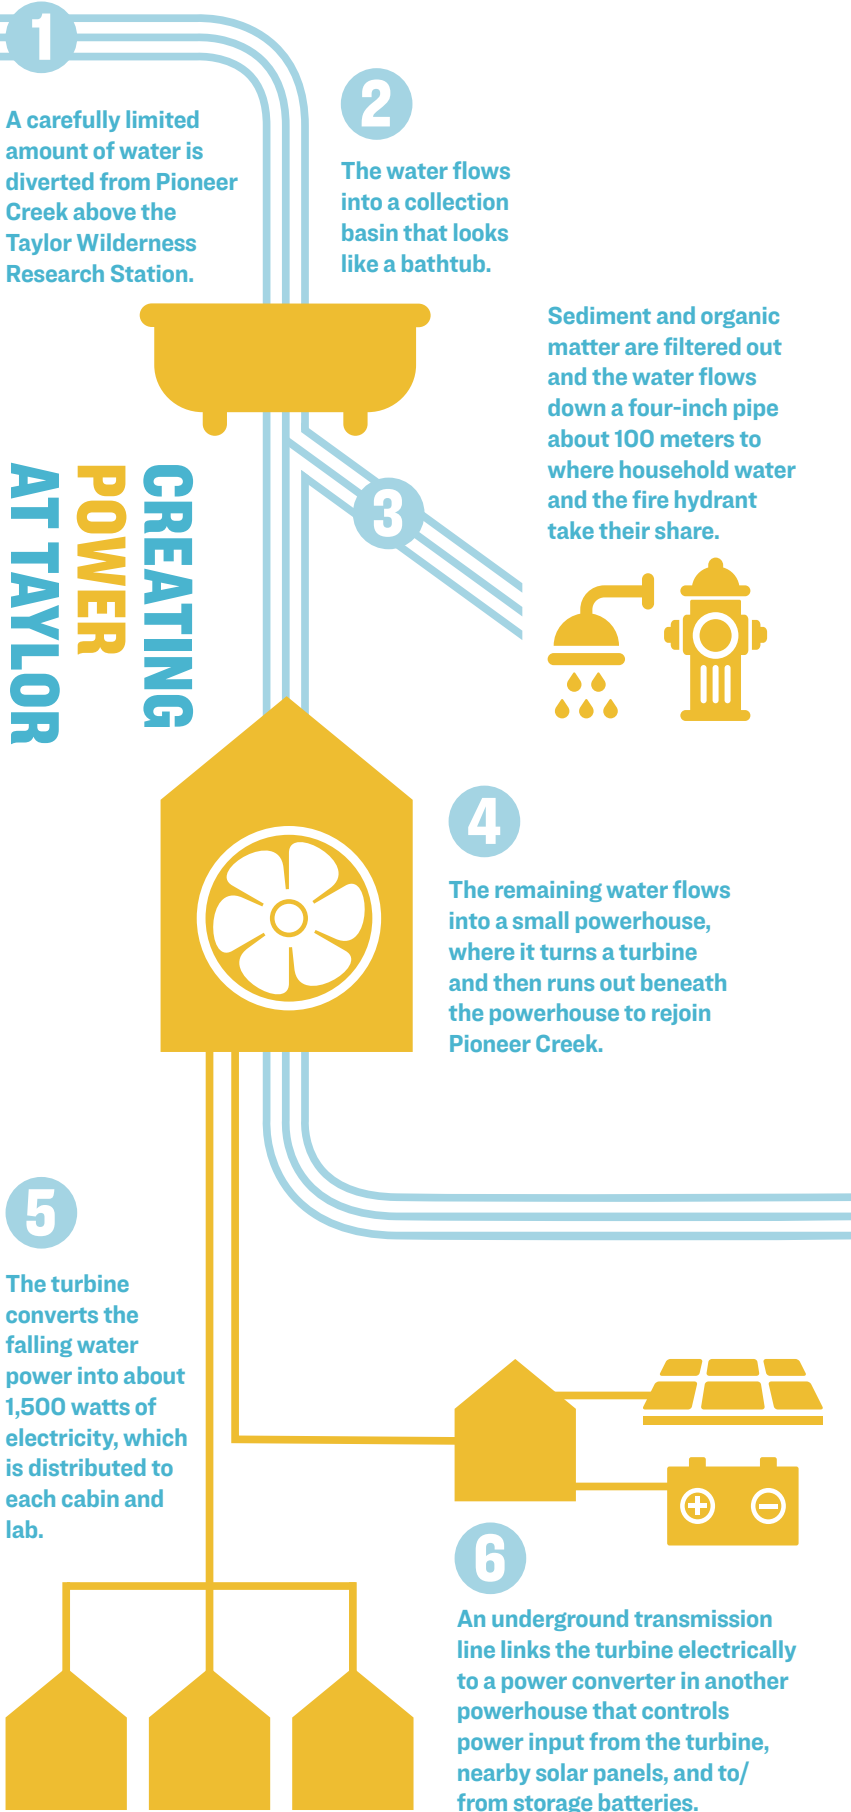 1
A carefully limited
amount of water is
diverted from Pioneer
Creek above the
Taylor Wilderness
Research Station.
2
The water flows
into a collection
basin that looks
like a bathtub.
3
Sediment and organic
matter are filtered out
and the water flows
down a four-inch pipe
about 100 meters to
where household water
and the fire hydrant
take their share.
CREATING
POWER
AT TAYLOR
4
The remaining water flows
into a small powerhouse,
where it turns a turbine
and then runs out beneath
the powerhouse to rejoin
Pioneer Creek.
5
The turbine
converts the
falling water
power into about
1,500 watts of
electricity, which
is distributed to
each cabin and
lab.
6
An underground transmission
line links the turbine electrically
to a power converter in another
powerhouse that controls
power input from the turbine,
nearby solar panels, and to/
from storage batteries.